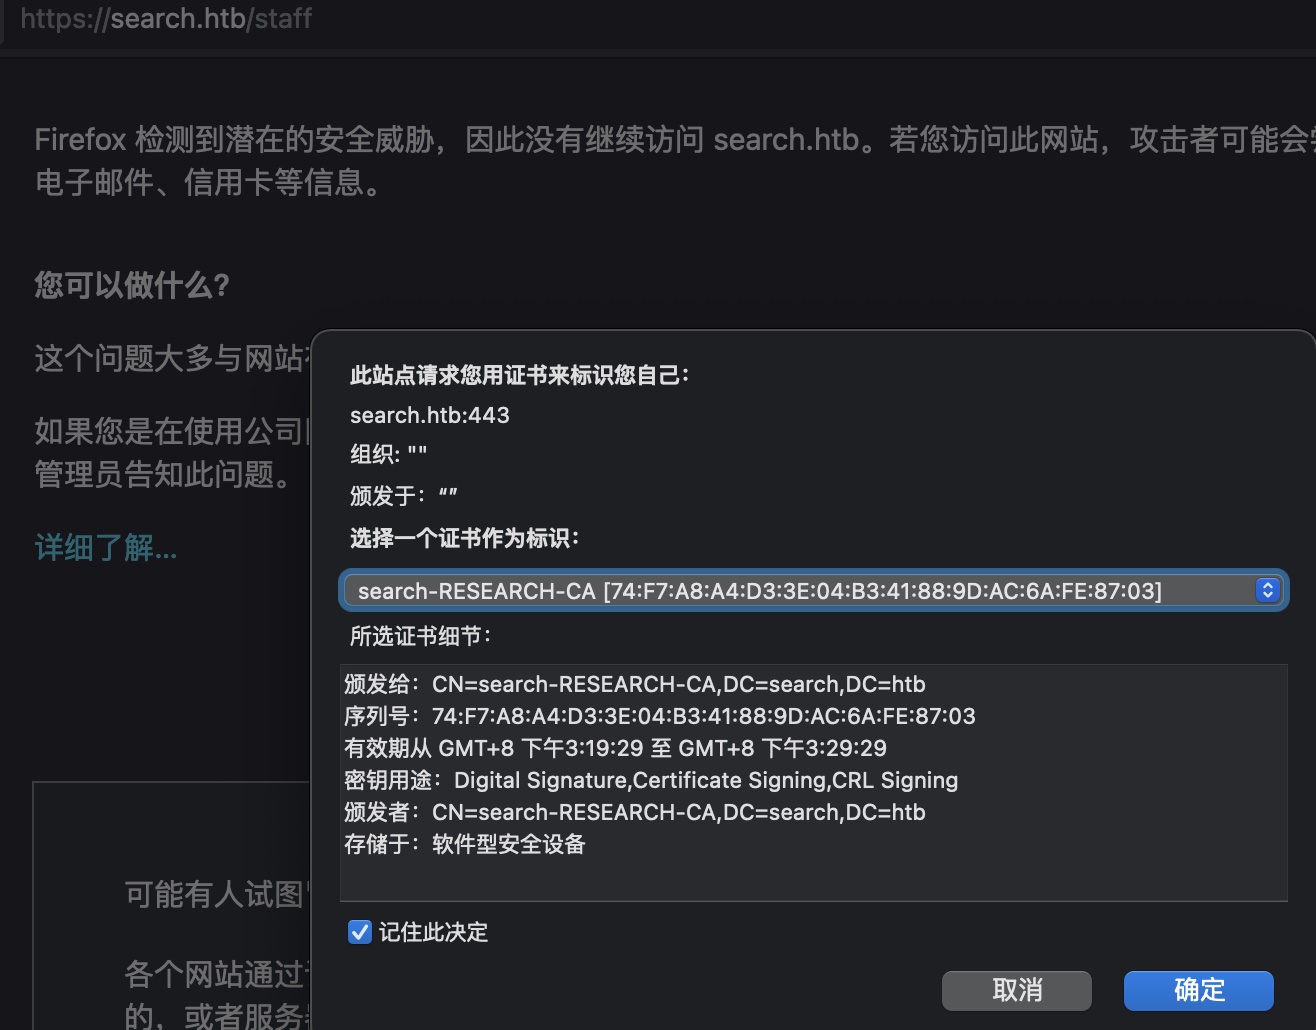 https://search.htb/staff
Firefox 检测到潜在的安全威胁，因此没有继续访问 search.htb。若您访问此网站，攻击者可能会
电子邮件、信用卡等信息。
您可以做什么？
这个问题大多与网站
如果您是在使用公司
管理员告知此问题。
详细了解...
可能有人试图
各个网站通过
的，或者服务
此站点请求您用证书来标识您自己：
search.htb:443
组织: ""
颁发于：“”
选择一个证书作为标识：
search-RESEARCH-CA [74:F7:A8:A4:D3:3E:04:B3:41:88:9D:AC:6A:FE:87:03]
所选证书细节：
颁发给：CN=search-RESEARCH-CA,DC=search,DC=htb
序列号：74:F7:A8:A4:D3:3E:04:B3:41:88:9D:AC:6A:FE:87:03
有效期从 GMT+8 下午3:19:29 至 GMT+8 下午3:29:29
密钥用途：Digital Signature,Certificate Signing,CRL Signing
颁发者：CN=search-RESEARCH-CA,DC=search,DC=htb
存储于：软件型安全设备
记住此决定
取消
确定